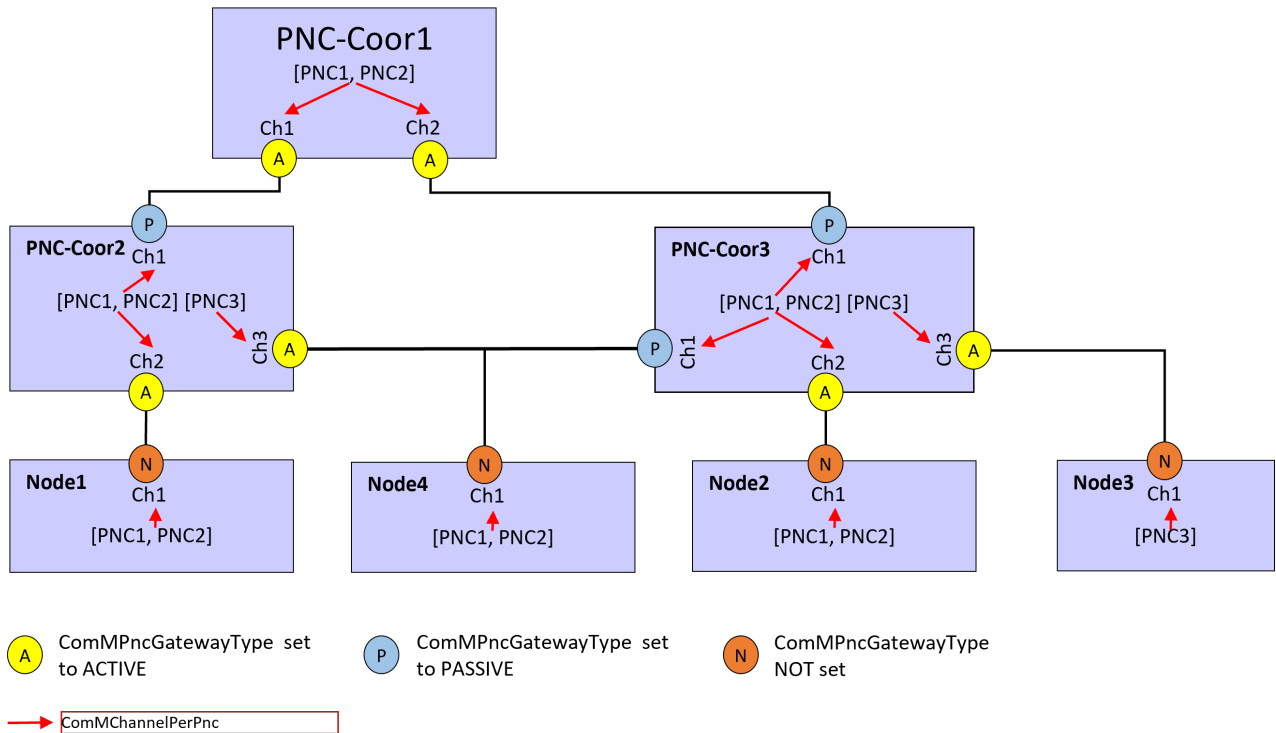 PNC-Coor1
[PNC1, PNC2]
Ch1
Ch2
A
A
P
P
PNC-Coor2
Ch1
[PNC1, PNC2] [PNC3]
Ch3
A
Ch2
A
PNC-Coor3
Ch1
[PNC1, PNC2] [PNC3]
P
Ch1
Ch3
A
Ch2
A
N
Node1
Ch1
[PNC1, PNC2]
N
Node4
Ch1
[PNC1, PNC2]
N
Node2
Ch1
[PNC1, PNC2]
N
Node3
Ch1
[PNC3]
A
ComMPncGatewayType set
to ACTIVE
P
ComMPncGatewayType set
to PASSIVE
N
ComMPncGatewayType
NOT set
ComMChannelPerPnc